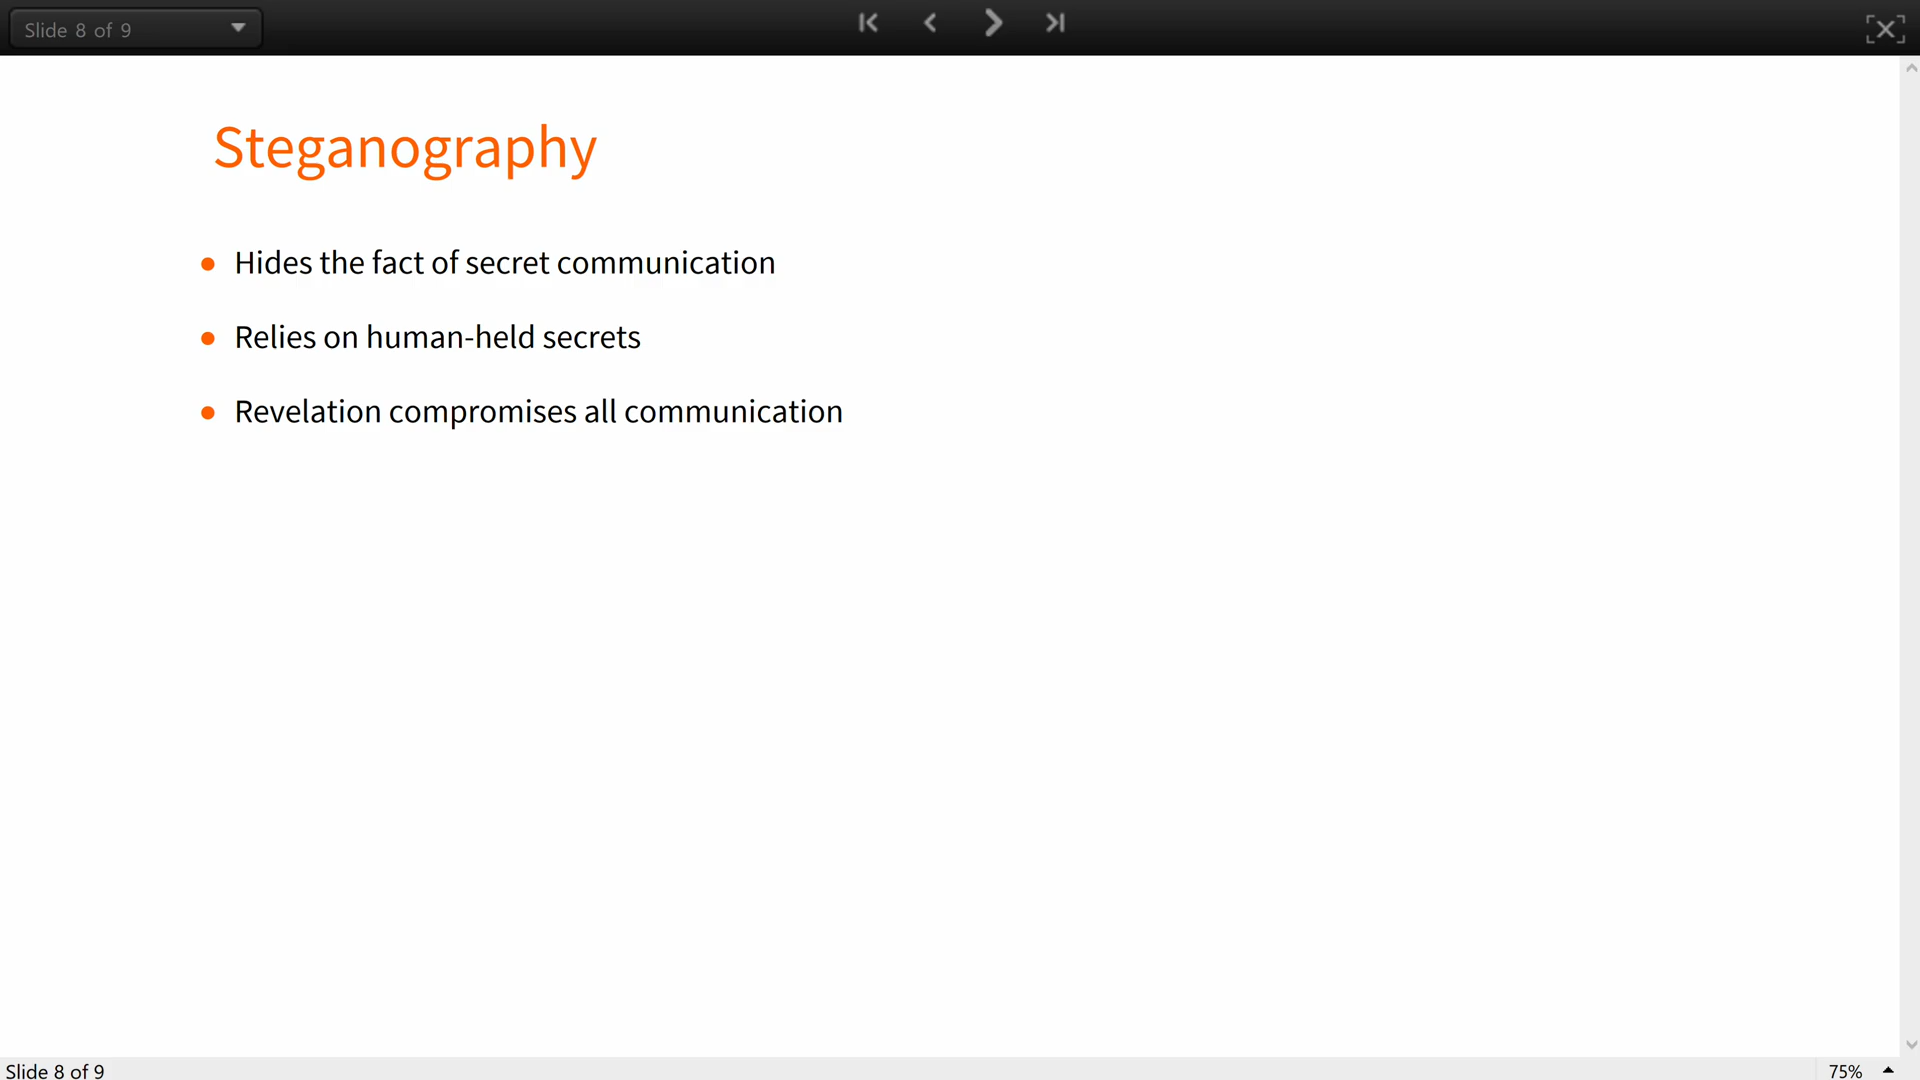 Slide 8 of 9
Steganography
Hides the fact of secret communication
Relies on human-held secrets
Revelation compromises all communication
Slide 8 of 9
75%